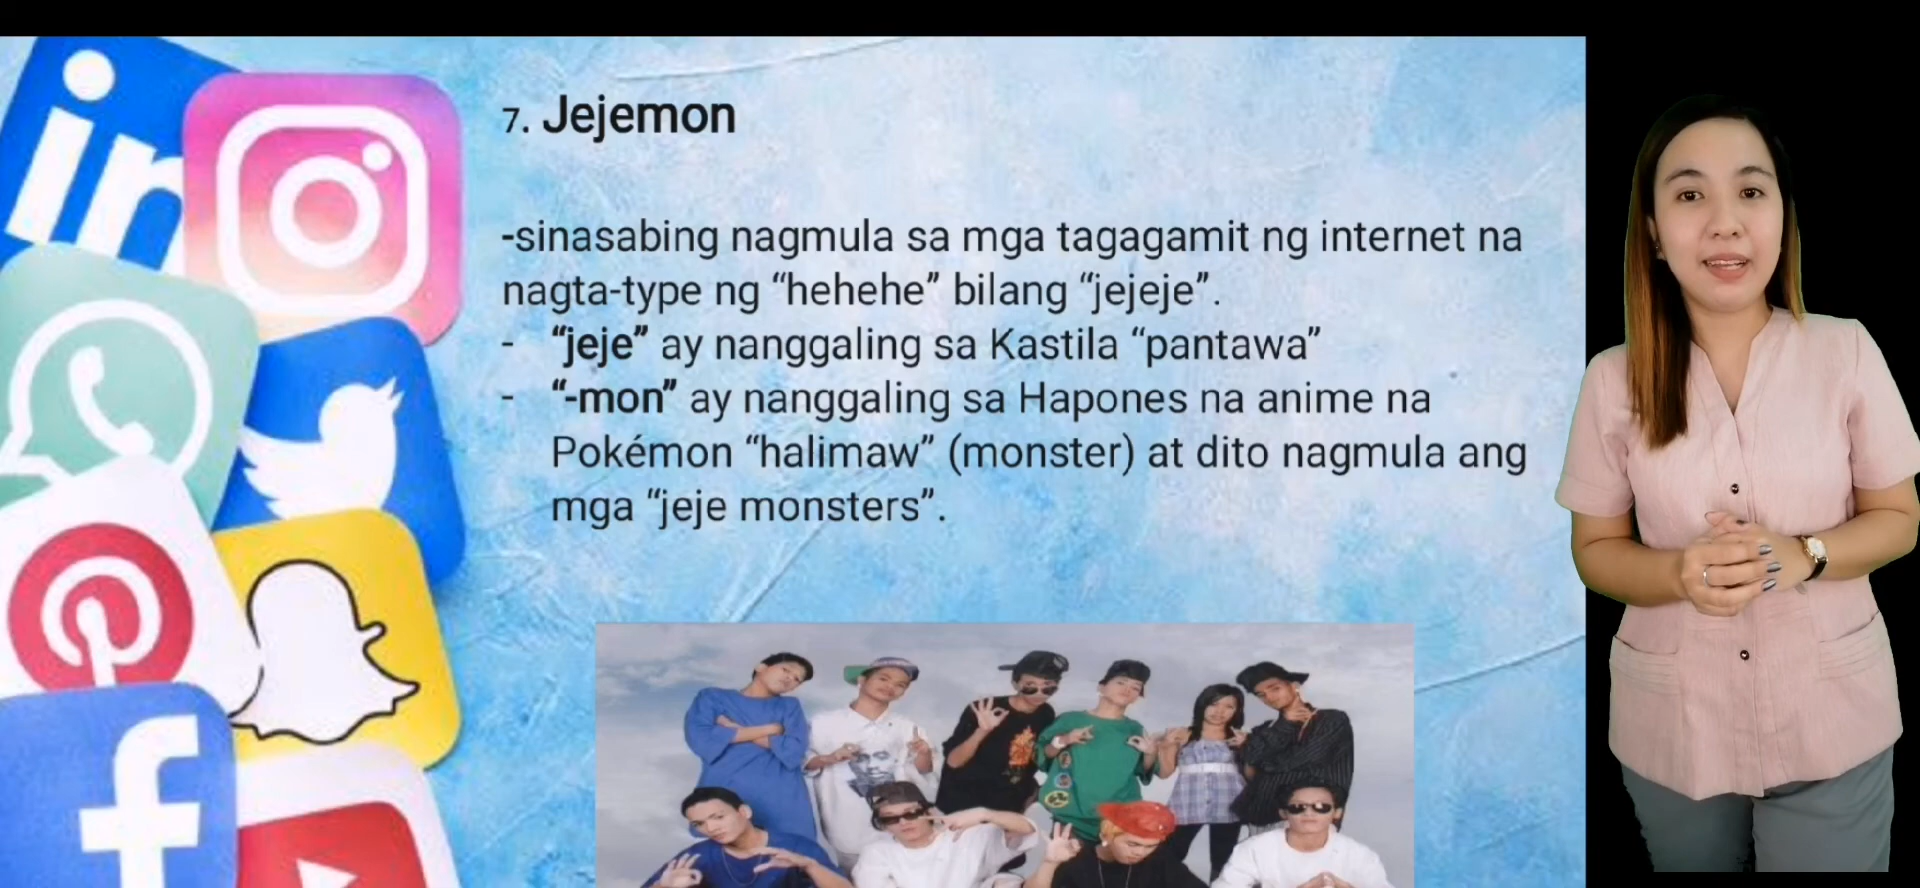 7. Jejemon
-sinasabing nagmula sa mga tagagamit ng internet na
nagta-type ng “hehehe” bilang “jejeje”.
- “jeje” ay nanggaling sa Kastila “pantawa”
- “-mon” ay nanggaling sa Hapones na anime na
Pokémon “halimaw” (monster) at dito nagmula ang
mga “jeje monsters”.
in